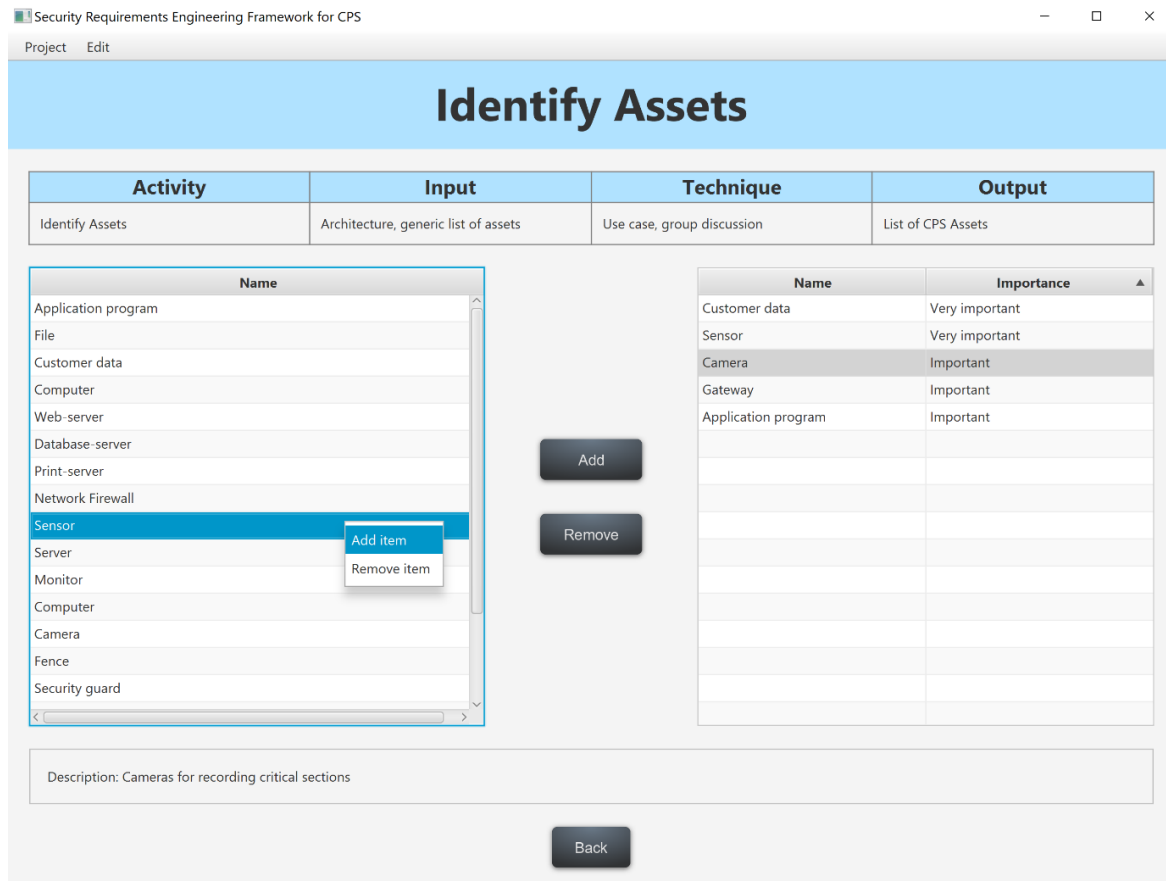 Security Requirements Engineering Framework for CPS
Project Edit
Identify Assets
Activity Input Technique Output
Identify Assets Architecture, generic list of assets Use case, group discussion List of CPS Assets
Name
Application program
File
Customer data
Computer
Web-server
Database-server
Print-server
Network Firewall
Sensor
Server
Monitor
Computer
Camera
Fence
Security guard
Add item
Remove item
Add
Remove
Name Importance
Customer data Very important
Sensor Very important
Camera Important
Gateway Important
Application program Important
Description: Cameras for recording critical sections
Back